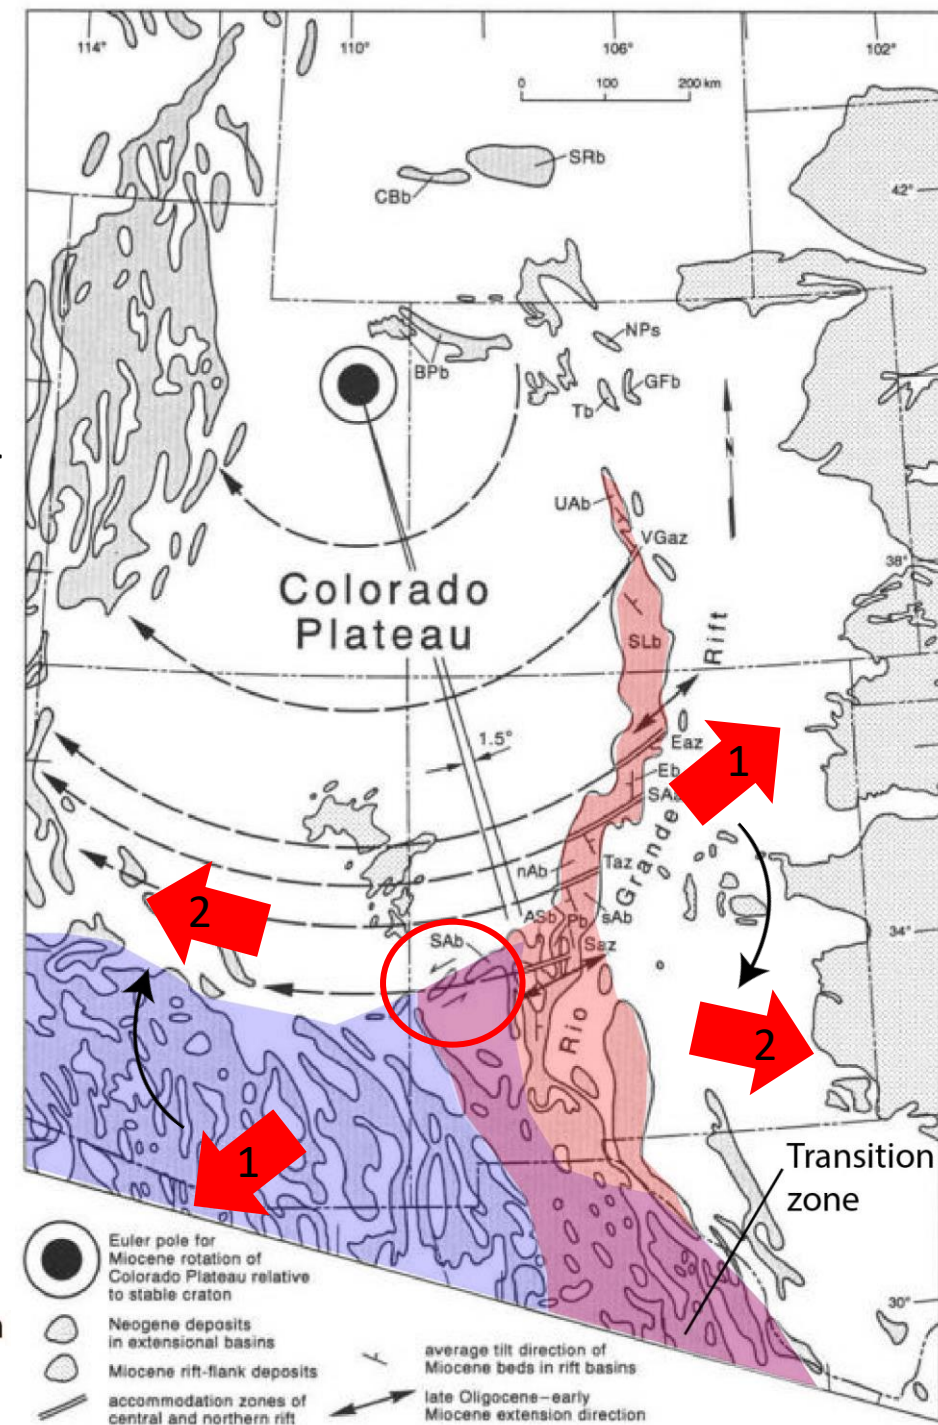 114°
110°
106°
102°
0 100 200 km
SRb
CBb
42°
NPs
BPb
GFb
Tb
N
UAb
VGaz
38°
Colorado
Plateau
SLb
Rift
1.5°
Eaz
1
Eb
Grande
nAb
Taz
2
ASb
Pb
sAb
SAb
Saz
34°
Rio
2
1
Transition
zone
Euler pole for
Miocene rotation of
Colorado Plateau relative
to stable craton
30°
Neogene deposits
in extensional basins
Miocene rift-flank deposits
accommodation zones of
central and northern rift
average tilt direction of
Miocene beds in rift basins
late Oligocene–early
Miocene extension direction